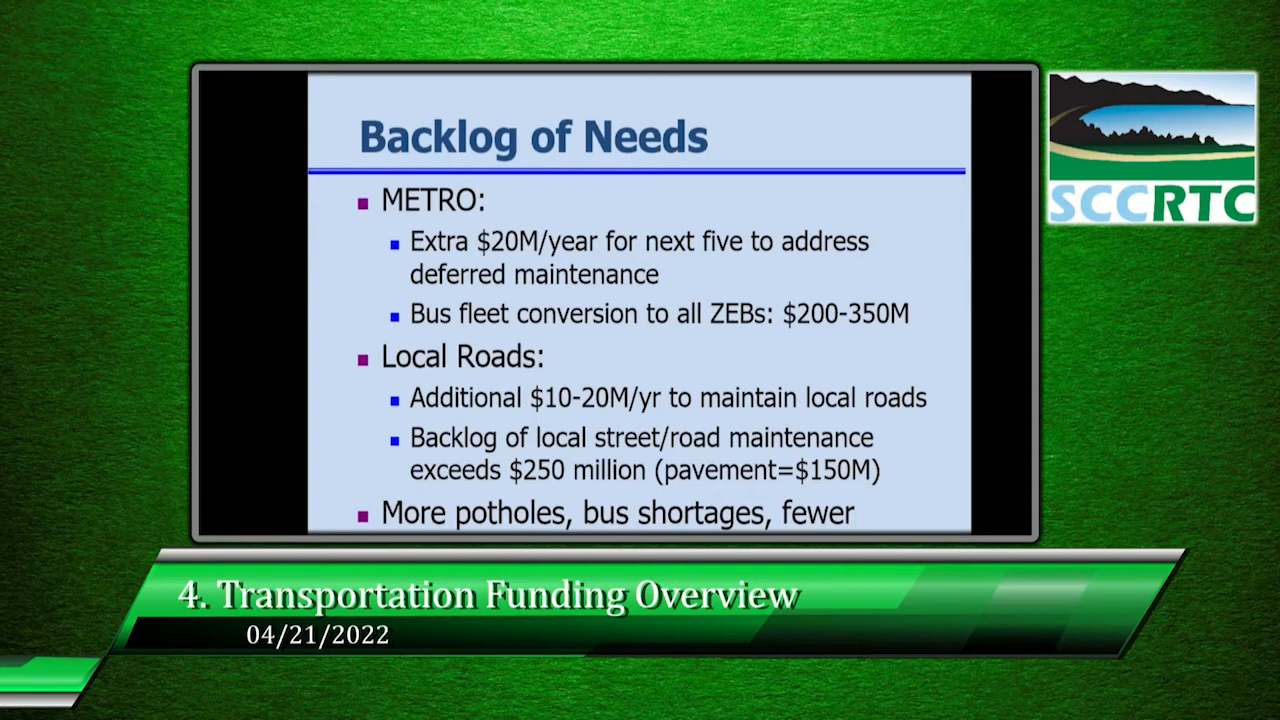 Backlog of Needs
METRO:
Extra $20M/year for next five to address
deferred maintenance
Bus fleet conversion to all ZEBs: $200-350M
Local Roads:
Additional $10-20M/yr to maintain local roads
Backlog of local street/road maintenance
exceeds $250 million (pavement=$150M)
More potholes, bus shortages, fewer
SCCRTC
4. Transportation Funding Overview
04/21/2022